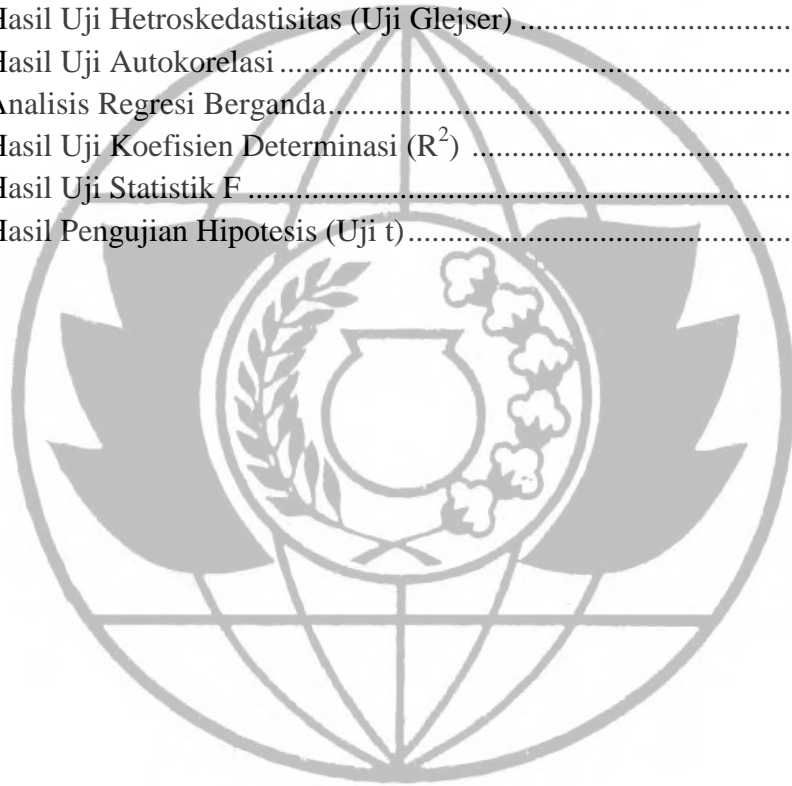 Hasil Uji Hetroskedastisitas (Uji Glejser) ................................................
Hasil Uji Autokorelasi .........................................................................................
Analisis Regresi Berganda.................................................................................
Hasil Uji Koefisien Determinasi (R²) ........................................................
Hasil Uji Statistik F ..............................................................................................
Hasil Pengujian Hipotesis (Uji t)..................................................................